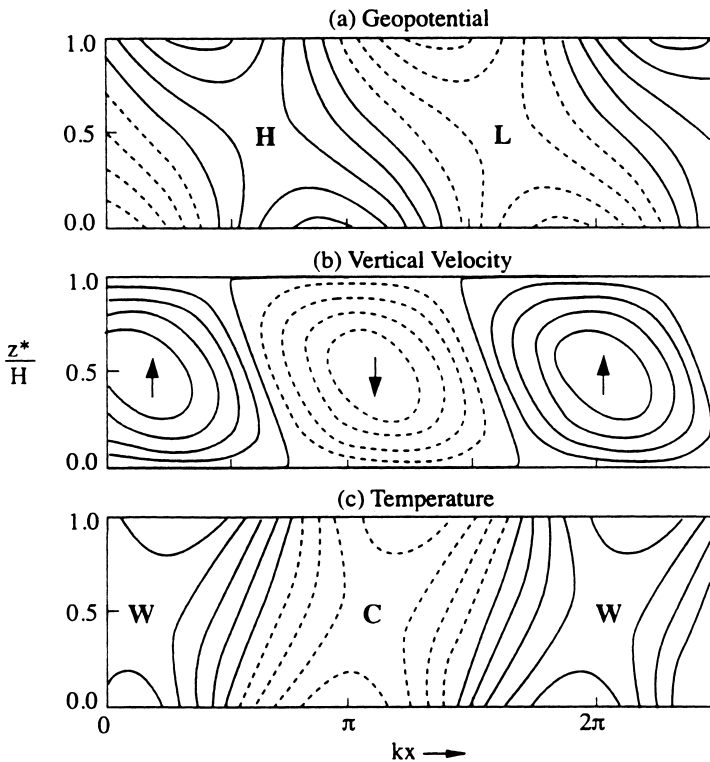 (a) Geopotential
1.0
0.5
0.0
H
L
(b) Vertical Velocity
1.0
z*
H
0.5
0.0
(c) Temperature
1.0
0.5
0.0
W
C
W
0
π
2π
kx